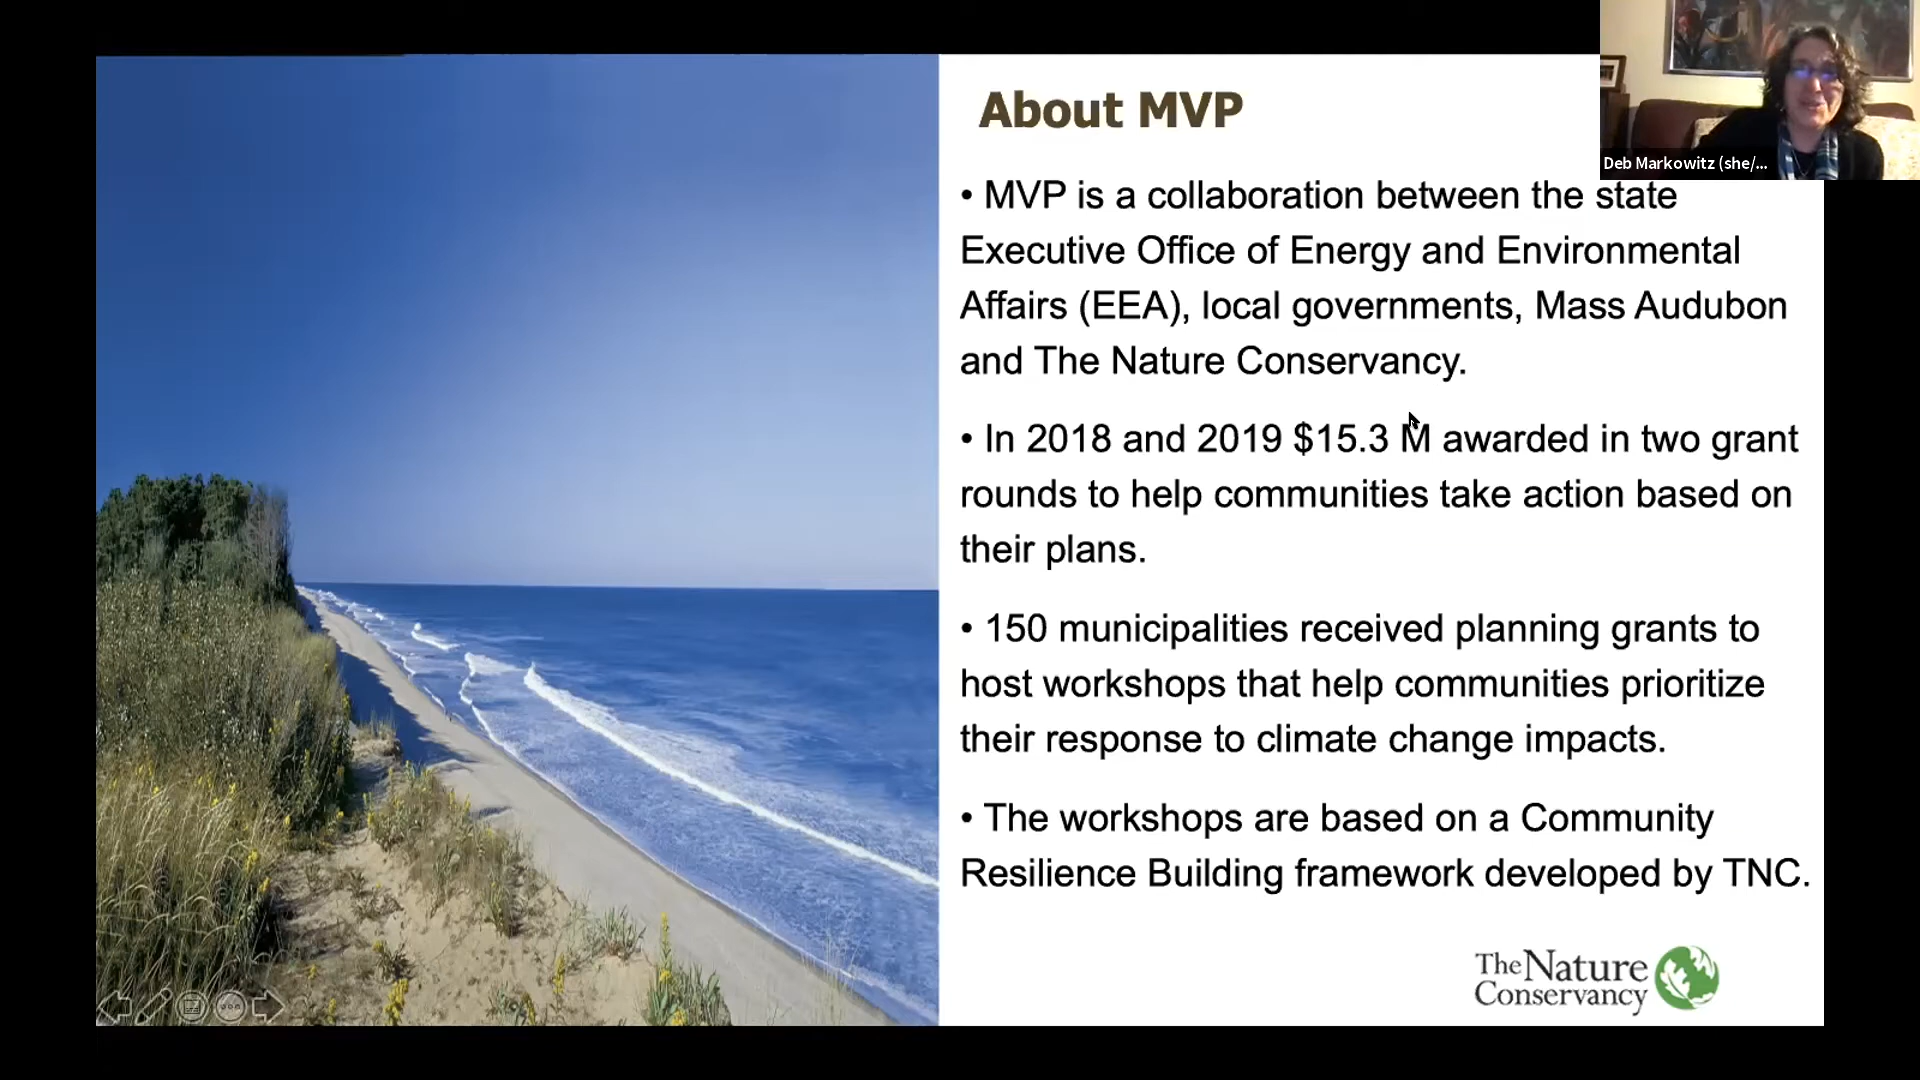 About MVP
Deb Markowitz (she/...
• MVP is a collaboration between the state
Executive Office of Energy and Environmental
Affairs (EEA), local governments, Mass Audubon
and The Nature Conservancy.
• In 2018 and 2019 $15.3 M awarded in two grant
rounds to help communities take action based on
their plans.
• 150 municipalities received planning grants to
host workshops that help communities prioritize
their response to climate change impacts.
• The workshops are based on a Community
Resilience Building framework developed by TNC.
The Nature
Conservancy